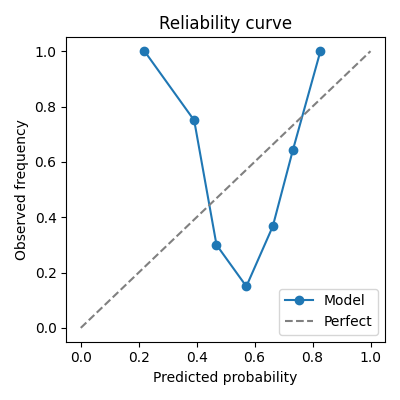 Reliability curve
Observed frequency
1.0
0.8
0.6
0.4
0.2
0.0
0.0 0.2 0.4 0.6 0.8 1.0
Predicted probability
Model
Perfect